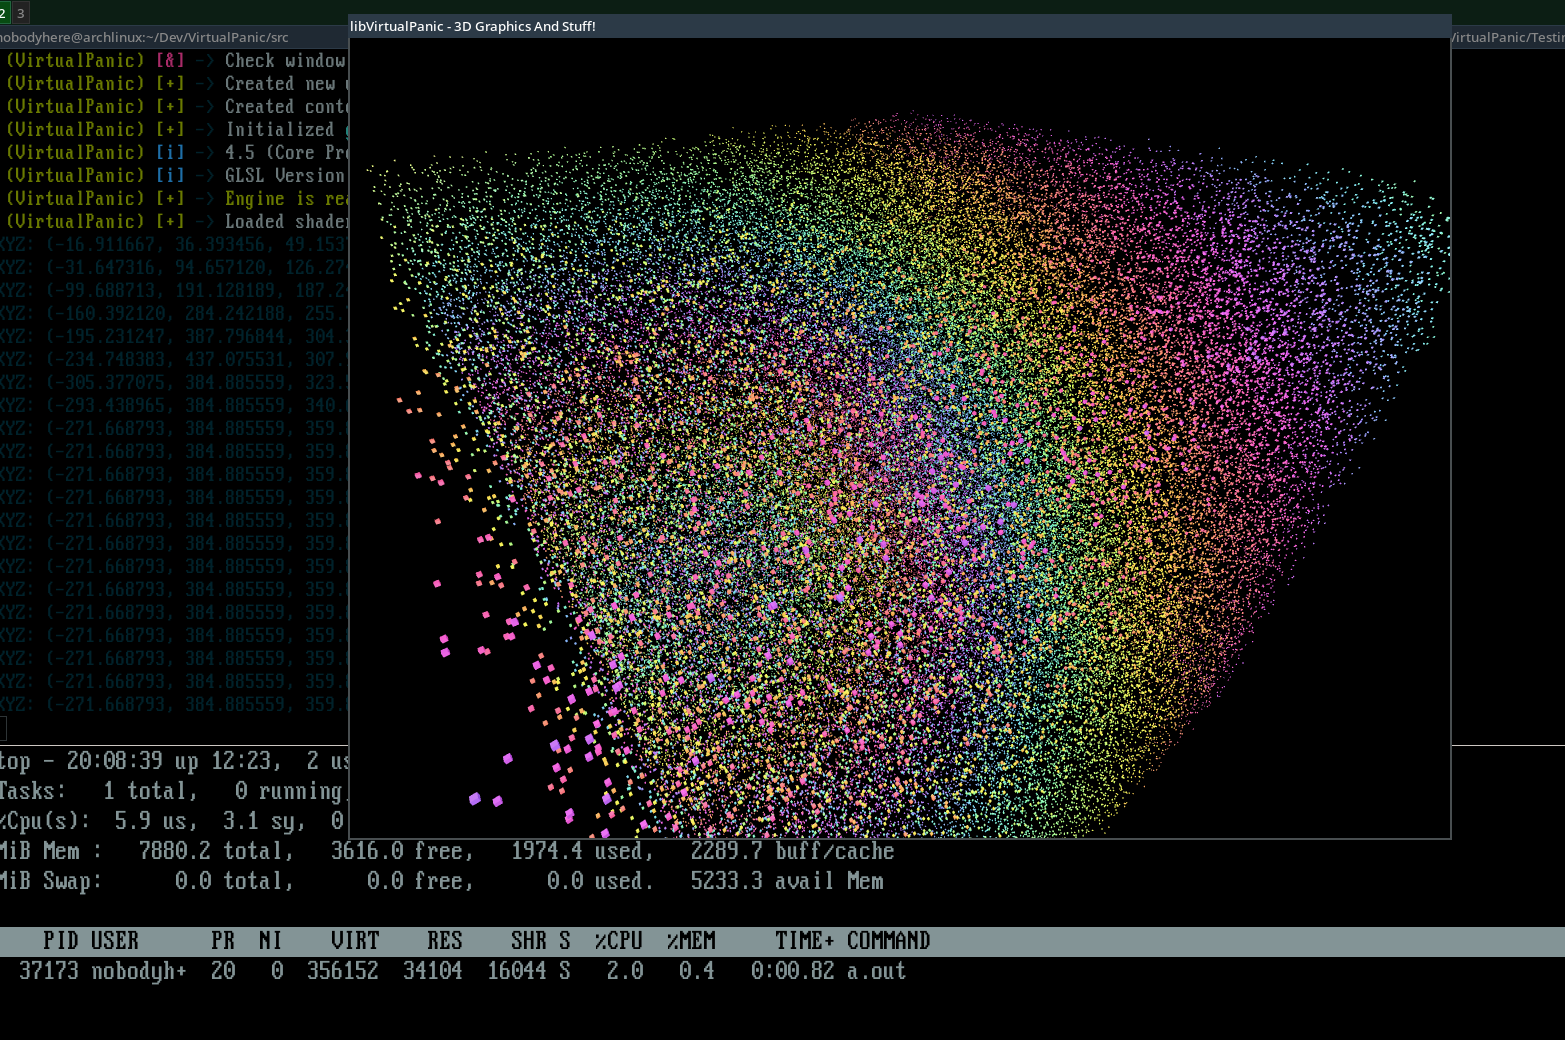 2 3
libVirtualPanic - 3D Graphics And Stuff!
nobodyhere@archlinux:~/Dev/VirtualPanic/src
(VirtualPanic) [&] -> Check window
(VirtualPanic) [+] -> Created new
(VirtualPanic) [+] -> Created
(VirtualPanic) [+] -> Initialized
(VirtualPanic) [i] -> 4.5 (Core
(VirtualPanic) [i] -> GLSL Version
(VirtualPanic) [+] -> Engine is
(VirtualPanic) [+] -> Loaded
XYZ: (-16.911667, 36.393456, 49.153
XYZ: (-31.647316, 94.657120, 126.27
XYZ: (-99.688713, 191.128189, 187.2
XYZ: (-160.392120, 284.242188, 255.
XYZ: (-195.231247, 387.796844, 304.
XYZ: (-234.748383, 437.075531, 307.
XYZ: (-305.377075, 384.885559, 323.
XYZ: (-293.438965, 384.885559, 340.
XYZ: (-271.668793, 384.885559, 359.
XYZ: (-271.668793, 384.885559, 359.
XYZ: (-271.668793, 384.885559, 359.
XYZ: (-271.668793, 384.885559, 359.
XYZ: (-271.668793, 384.885559, 359.
XYZ: (-271.668793, 384.885559, 359.
XYZ: (-271.668793, 384.885559, 359.
XYZ: (-271.668793, 384.885559, 359.
XYZ: (-271.668793, 384.885559, 359.
XYZ: (-271.668793, 384.885559, 359.
XYZ: (-271.668793, 384.885559, 359.
XYZ: (-271.668793, 384.885559, 359.
XYZ: (-271.668793, 384.885559, 359.
top - 20:08:39 up 12:23, 2
Tasks: 1 total, 0 running,
%Cpu(s): 5.9 us, 3.1 sy, 0
MiB Mem : 7880.2 total, 3616.0 free, 1974.4 used, 2289.7 buff/cache
MiB Swap: 0.0 total, 0.0 free, 0.0 used. 5233.3 avail Mem
PID USER PR NI VIRT RES SHR S %CPU %MEM TIME+ COMMAND
37173 nobodyh+ 20 0 356152 34104 16044 S 2.0 0.4 0:00.82 a.out